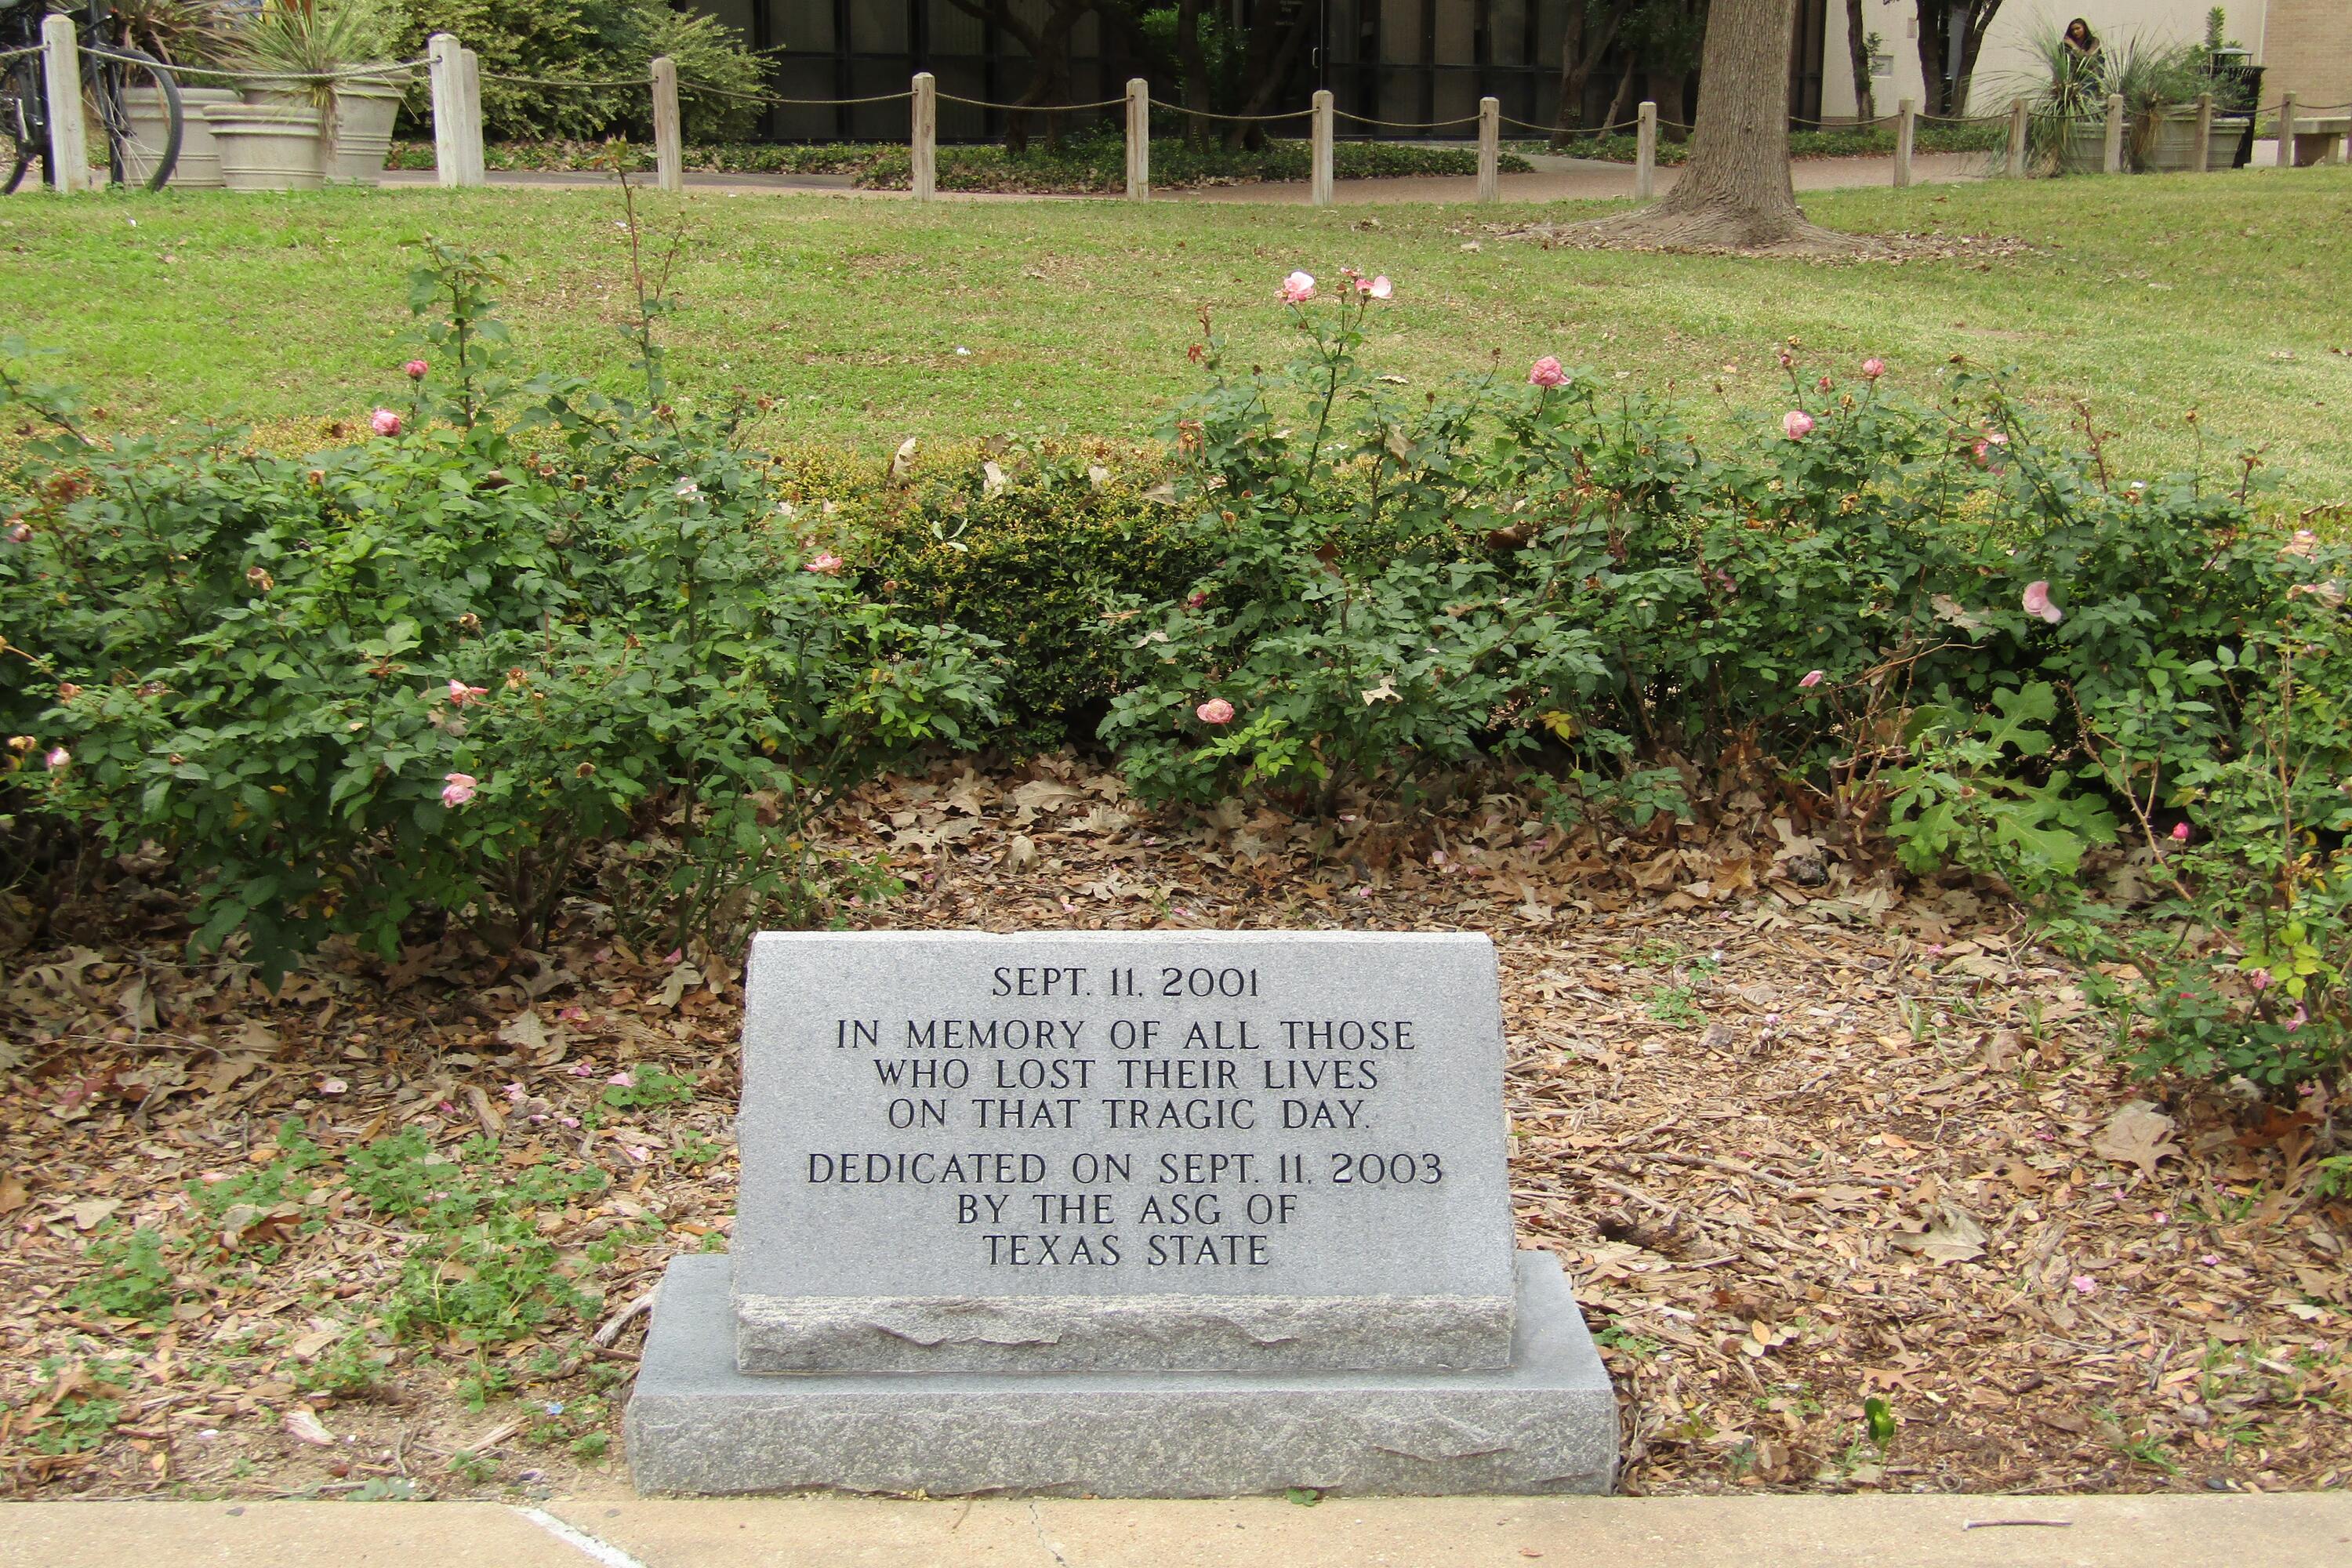 SEPT. 11, 2001
IN MEMORY OF ALL THOSE
WHO LOST THEIR LIVES
ON THAT TRAGIC DAY.
DEDICATED ON SEPT. 11, 2003
BY THE ASG OF
TEXAS STATE